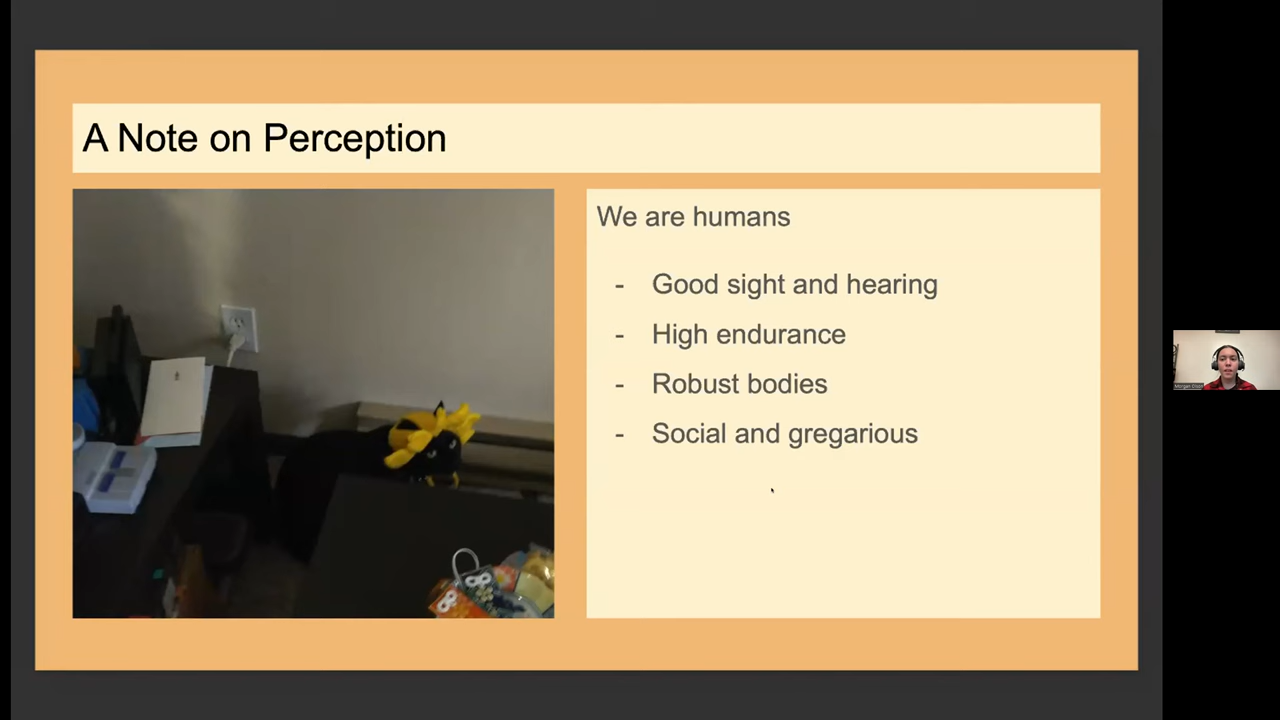 A Note on Perception
We are humans
- Good sight and hearing
- High endurance
- Robust bodies
- Social and gregarious